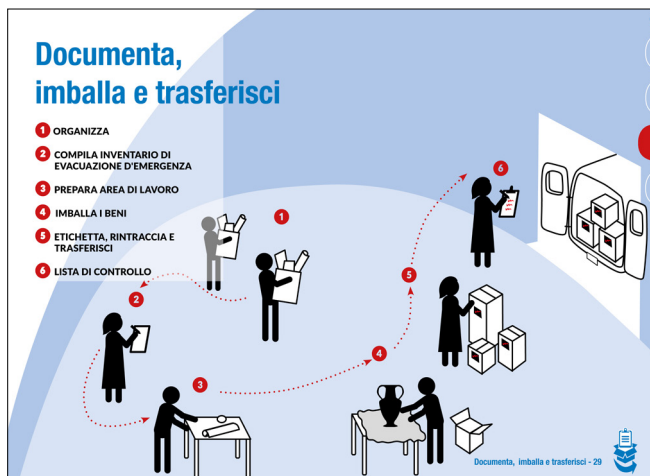 Documenta,
imballa e trasferisci
1 ORGANIZZA
2 COMPILA INVENTARIO DI
EVACUAZIONE D'EMERGENZA
3 PREPARA AREA DI LAVORO
4 IMBALLA I BENI
5 ETICHETTA, RINTRACCIA E
TRASFERISCI
6 LISTA DI CONTROLLO
1
2
3
4
5
6
Documenta, imballa e trasferisci - 29